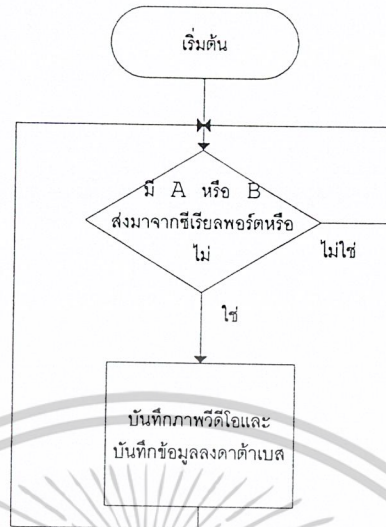 เริ่มต้น
มี A หรือ B
ส่งมาจากซีเรียลพอร์ตหรือ
ไม่
ไม่ใช่
ใช่
บันทึกภาพวีดีโอและ
บันทึกข้อมูลลงดาต้าเบส